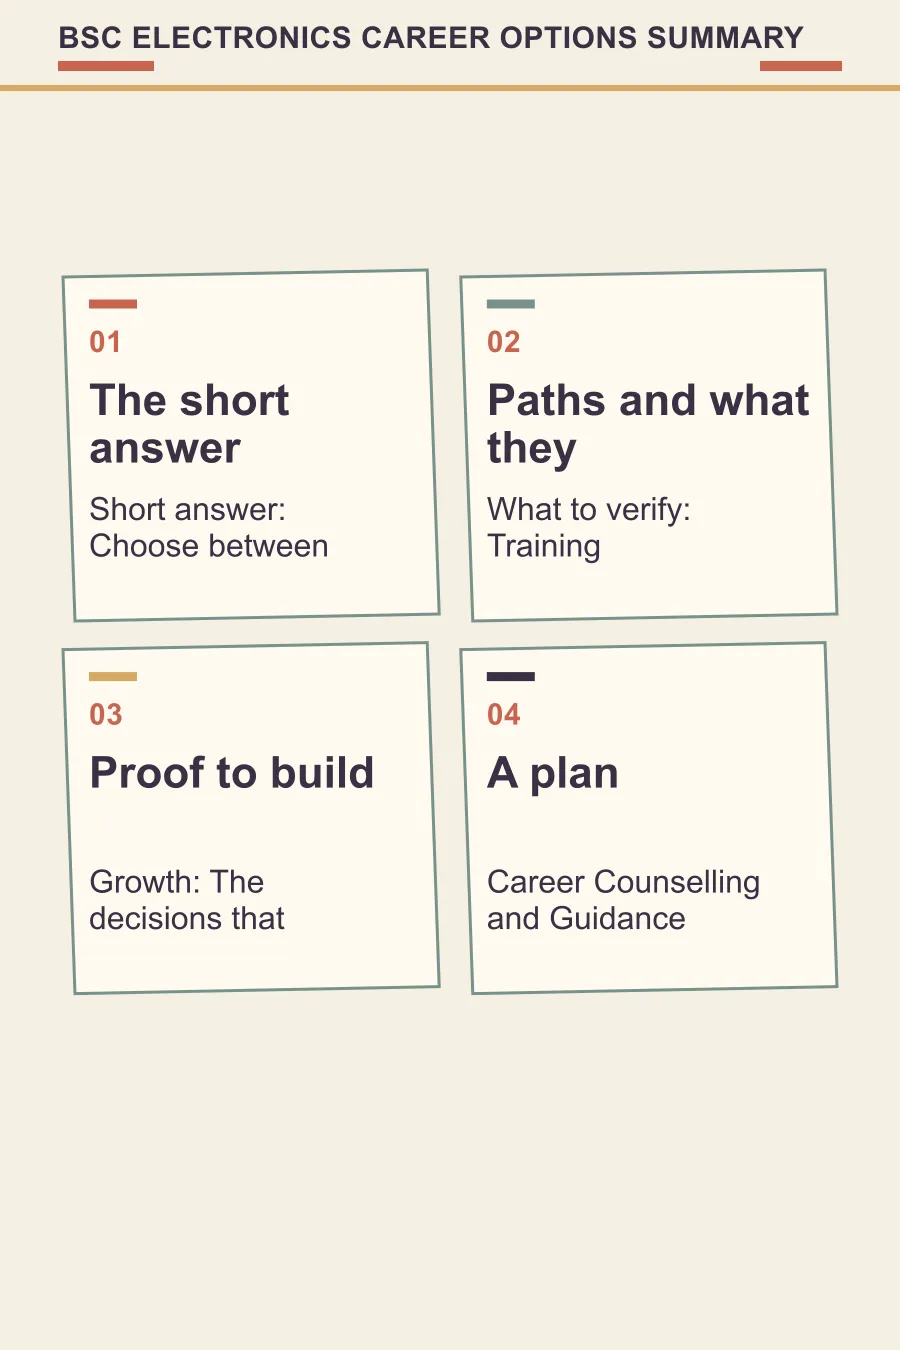 BSC ELECTRONICS CAREER OPTIONS SUMMARY
01
The short
answer
Short answer:
Choose between
02
Paths and what
they
What to verify:
Training
03
Proof to build
Growth: The
decisions that
04
A plan
Career Counselling
and Guidance